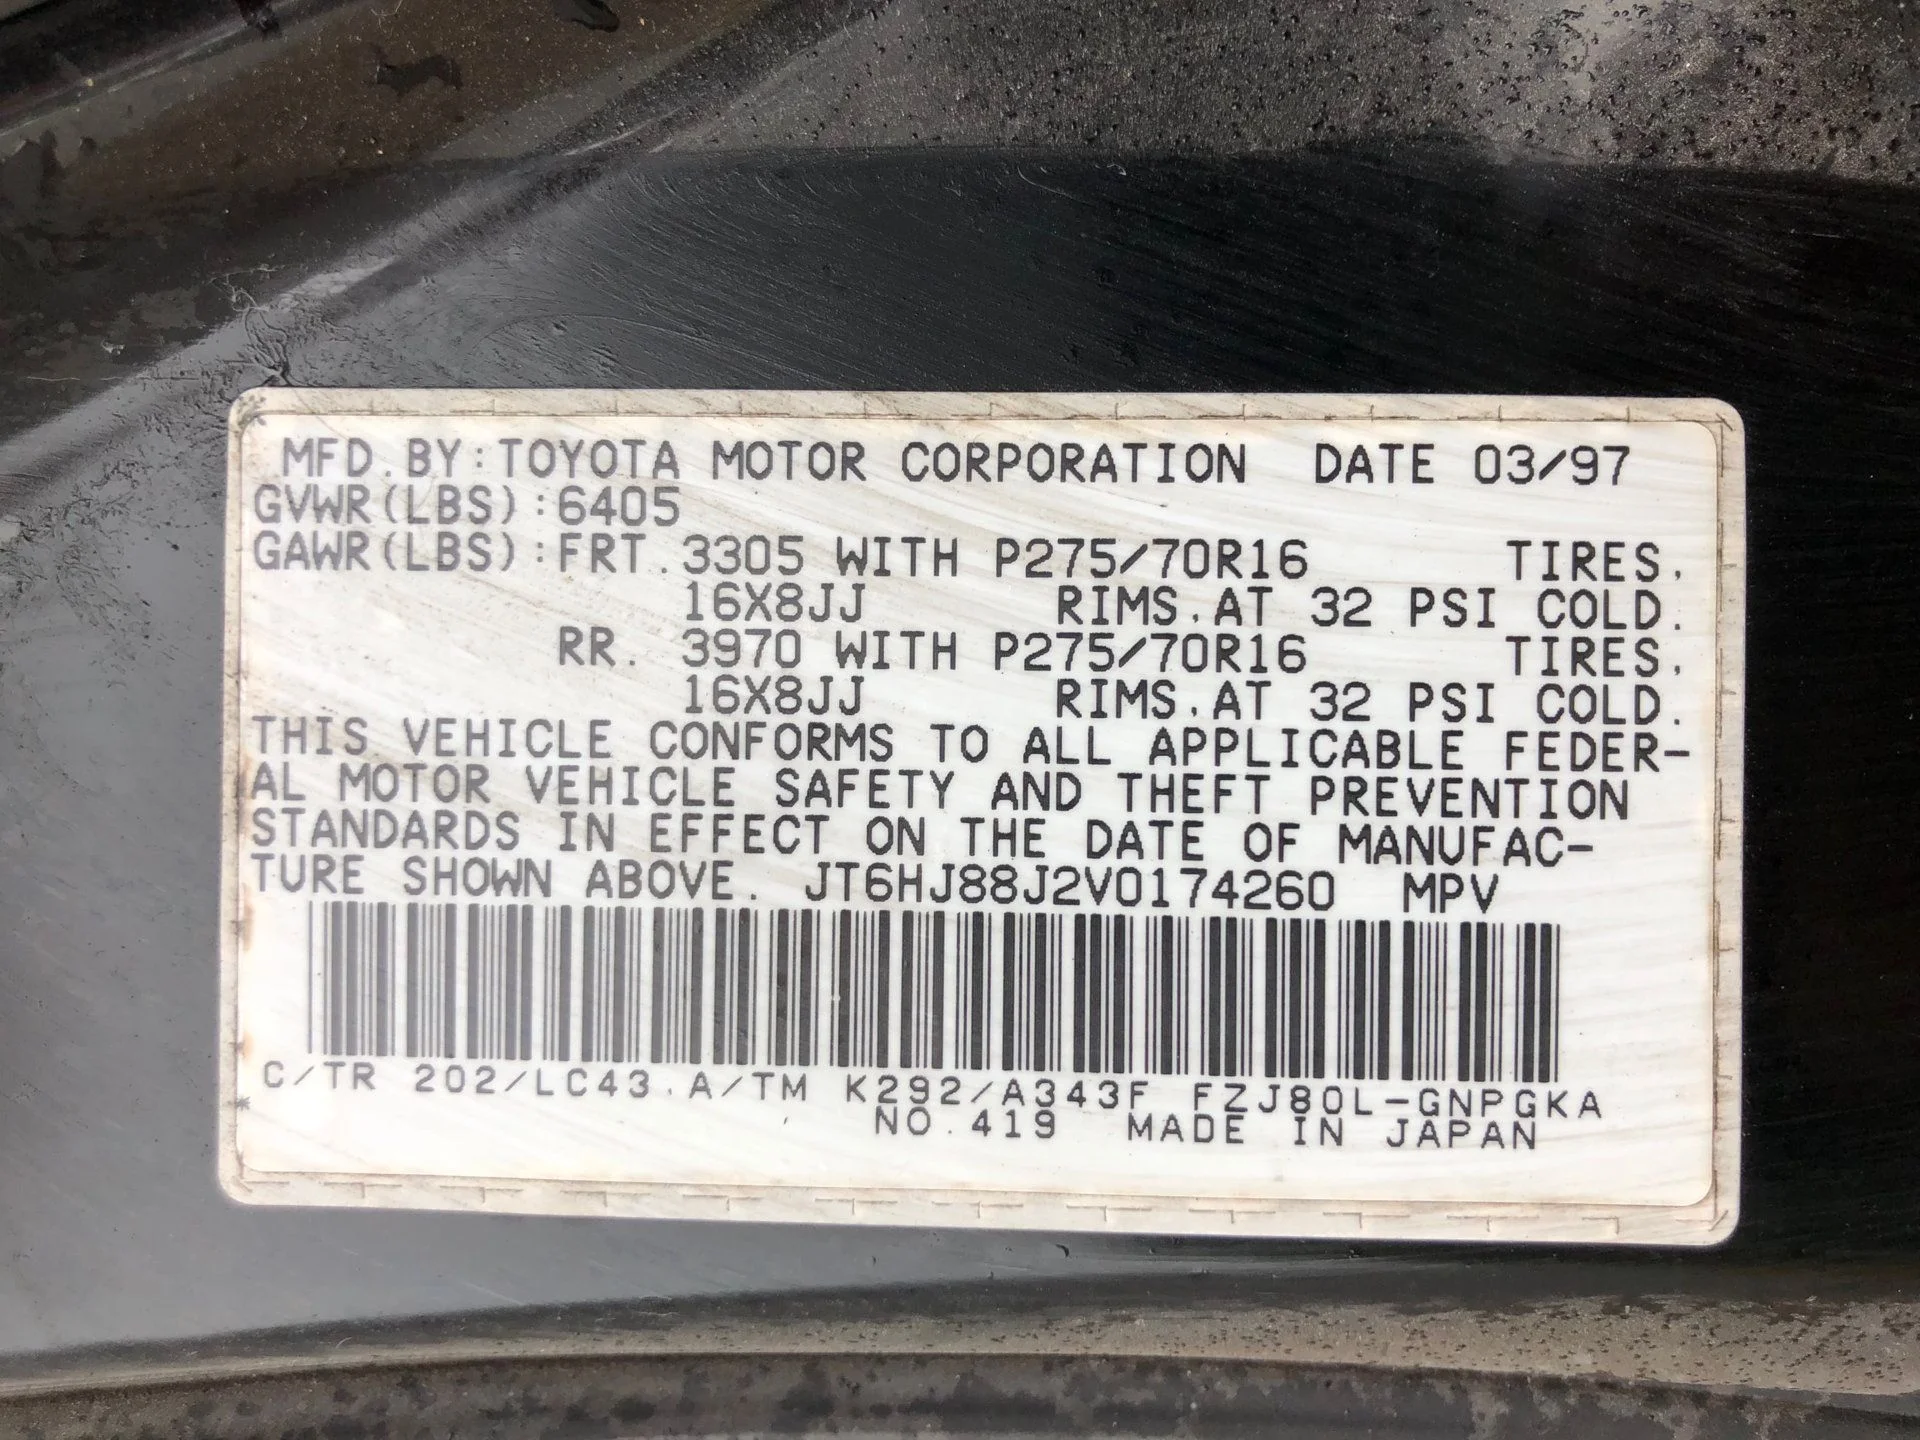 MFD.BY:TOYOTA MOTOR CORPORATION DATE 03/97
GVWR(LBS):6405
GAWR(LBS):FRT.3305 WITH P275/70R16 TIRES.
16X8JJ RIMS.AT 32 PSI COLD.
RR. 3970 WITH P275/70R16 TIRES.
16X8JJ RIMS.AT 32 PSI COLD.
THIS VEHICLE CONFORMS TO ALL APPLICABLE FEDER-
AL MOTOR VEHICLE SAFETY AND THEFT PREVENTION
STANDARDS IN EFFECT ON THE DATE OF MANUFAC-
TURE SHOWN ABOVE. JT6HJ88J2V0174260 MPV
C/TR 202/LC43.A/TM K292/A343F FZJ80L-GNPGKA
NO.419 MADE IN JAPAN